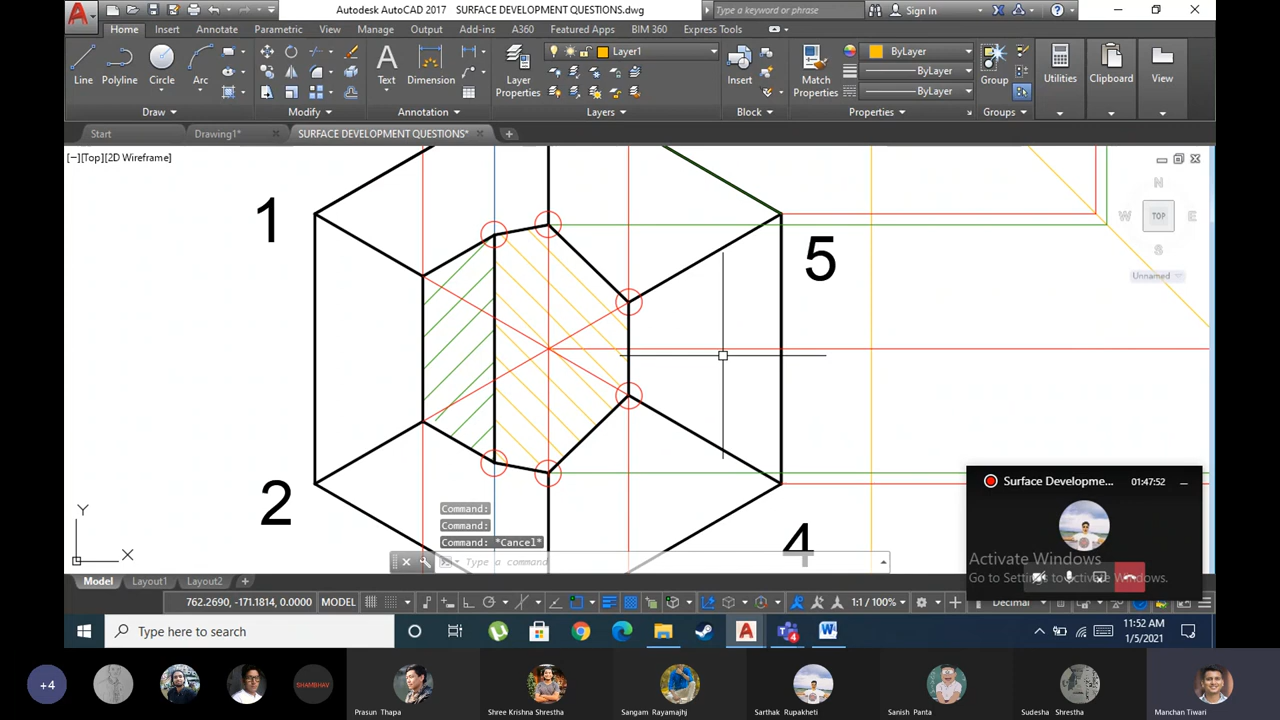 Autodesk AutoCAD 2017 SURFACE DEVELOPMENT QUESTIONS.dwg
Type a keyword or phrase
Sign In
Home Insert Annotate Parametric View Manage Output Add-ins A360 Featured Apps BIM 360 Express Tools
Line Polyline Circle Arc
Text Dimension
Layer Properties
Layer1
Insert
Match Properties
ByLayer
ByLayer
ByLayer
Group
Utilities Clipboard View
Draw Modify Annotation Layers Block Properties Groups
Start Drawing1* SURFACE DEVELOPMENT QUESTIONS*
[−][Top][2D Wireframe]
N
W TOP E
S
Unnamed
1
5
2
4
Y
X
Command:
Command:
Command: *Cancel*
Type a command
Surface Developme... 01:47:52
Activate Windows
Go to Settings to activate Windows.
Model Layout1 Layout2
762.2690, -171.1814, 0.0000 MODEL 1:1 / 100% Decimal
Type here to search
11:52 AM
1/5/2021
+4
SHAMBHAV
Prasun Thapa
Shree Krishna Shrestha
Sangam Rayamajhi
Sarthak Rupakheti
Sanish Panta
Sudesha Shrestha
Manchan Tiwari